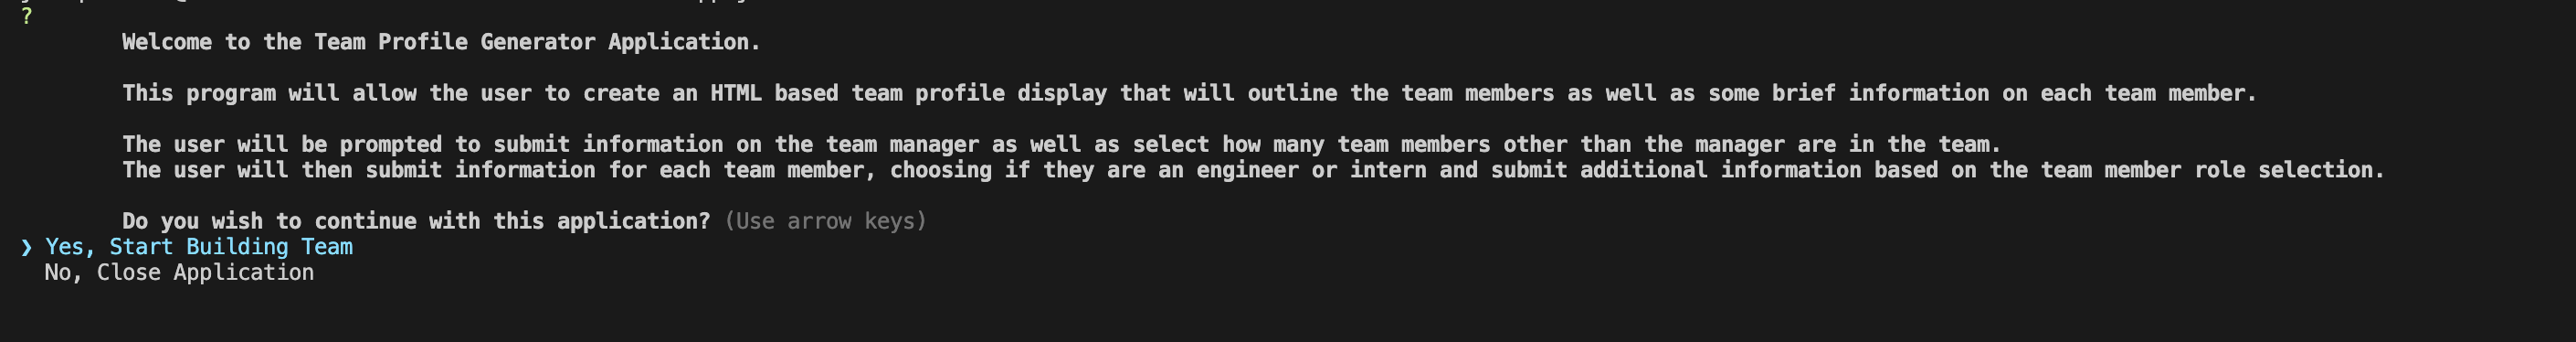 ?
Welcome to the Team Profile Generator Application.
This program will allow the user to create an HTML based team profile display that will outline the team members as well as some brief information on each team member.
The user will be prompted to submit information on the team manager as well as select how many team members other than the manager are in the team.
The user will then submit information for each team member, choosing if they are an engineer or intern and submit additional information based on the team member role selection.
Do you wish to continue with this application? (Use arrow keys)
❯ Yes, Start Building Team
No, Close Application